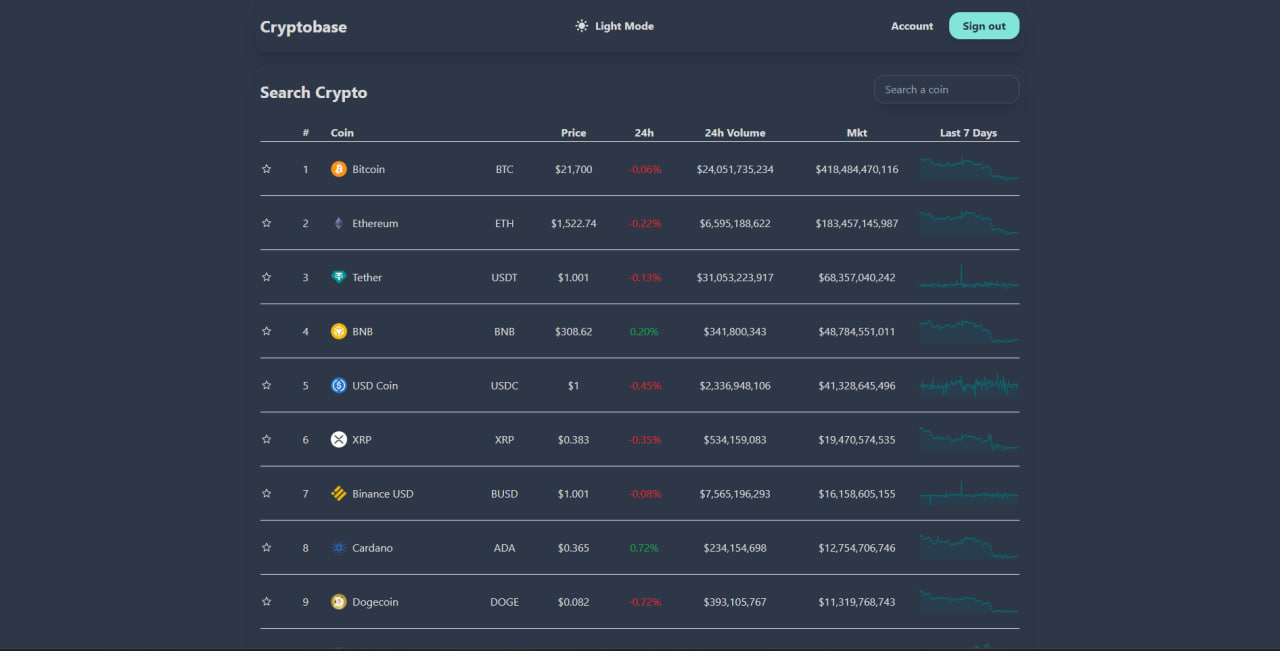 Cryptobase Light Mode Account Sign out
Search Crypto Search a coin
# Coin Price 24h 24h Volume Mkt Last 7 Days
1 Bitcoin BTC $21,700 -0.06% $24,051,735,234 $418,484,470,116
2 Ethereum ETH $1,522.74 -0.22% $6,595,188,622 $183,457,145,987
3 Tether USDT $1.001 -0.13% $31,053,223,917 $68,357,040,242
4 BNB BNB $308.62 0.20% $341,800,343 $48,784,551,011
5 USD Coin USDC $1 -0.45% $2,336,948,106 $41,328,645,496
6 XRP XRP $0.383 -0.35% $534,159,083 $19,470,574,535
7 Binance USD BUSD $1.001 -0.08% $7,565,196,293 $16,158,605,155
8 Cardano ADA $0.365 0.72% $234,154,698 $12,754,706,746
9 Dogecoin DOGE $0.082 -0.72% $393,105,767 $11,319,768,743